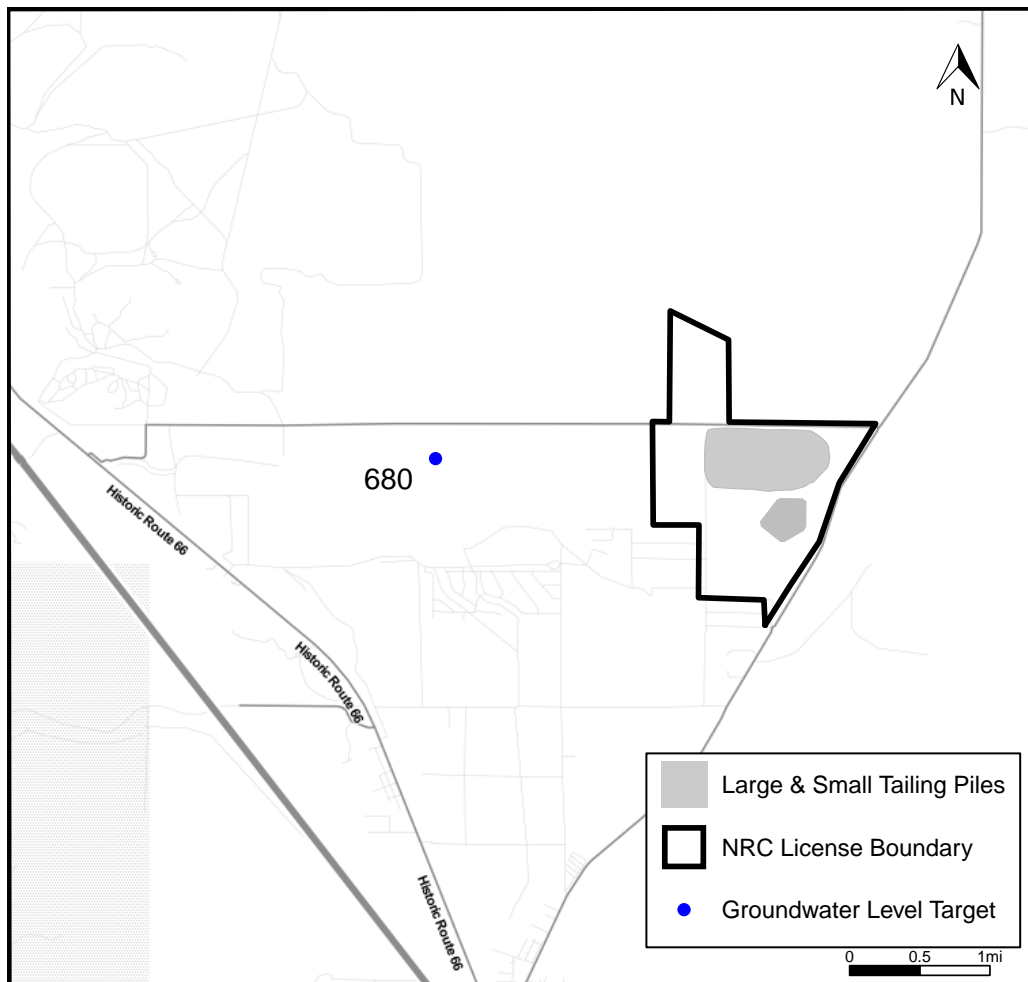 N
680
Historic Route 66
Historic Route 66
Historic Route 66
Large & Small Tailing Piles
NRC License Boundary
Groundwater Level Target
0 0.5 1mi